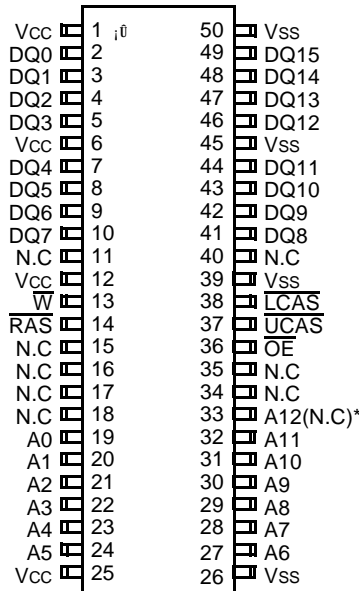 Vcc 1 ¡Û 50 Vss
DQ0 2 49 DQ15
DQ1 3 48 DQ14
DQ2 4 47 DQ13
DQ3 5 46 DQ12
Vcc 6 45 Vss
DQ4 7 44 DQ11
DQ5 8 43 DQ10
DQ6 9 42 DQ9
DQ7 10 41 DQ8
N.C 11 40 N.C
Vcc 12 39 Vss
W 13 38 LCAS
RAS 14 37 UCAS
N.C 15 36 OE
N.C 16 35 N.C
N.C 17 34 N.C
N.C 18 33 A12(N.C)*
A0 19 32 A11
A1 20 31 A10
A2 21 30 A9
A3 22 29 A8
A4 23 28 A7
A5 24 27 A6
Vcc 25 26 Vss